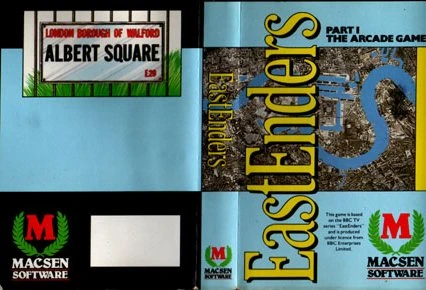 LONDON BOROUGH OF WALFORD
ALBERT SQUARE
E20
M
MACSEN
SOFTWARE
EastEnders
M
MACSEN
SOFTWARE
EastEnders
PART I
THE ARCADE GAME
This game is based
on the BBC TV
series "EastEnders"
and is produced
under licence from
BBC Enterprises
Limited.
M
MACSEN
SOFTWARE